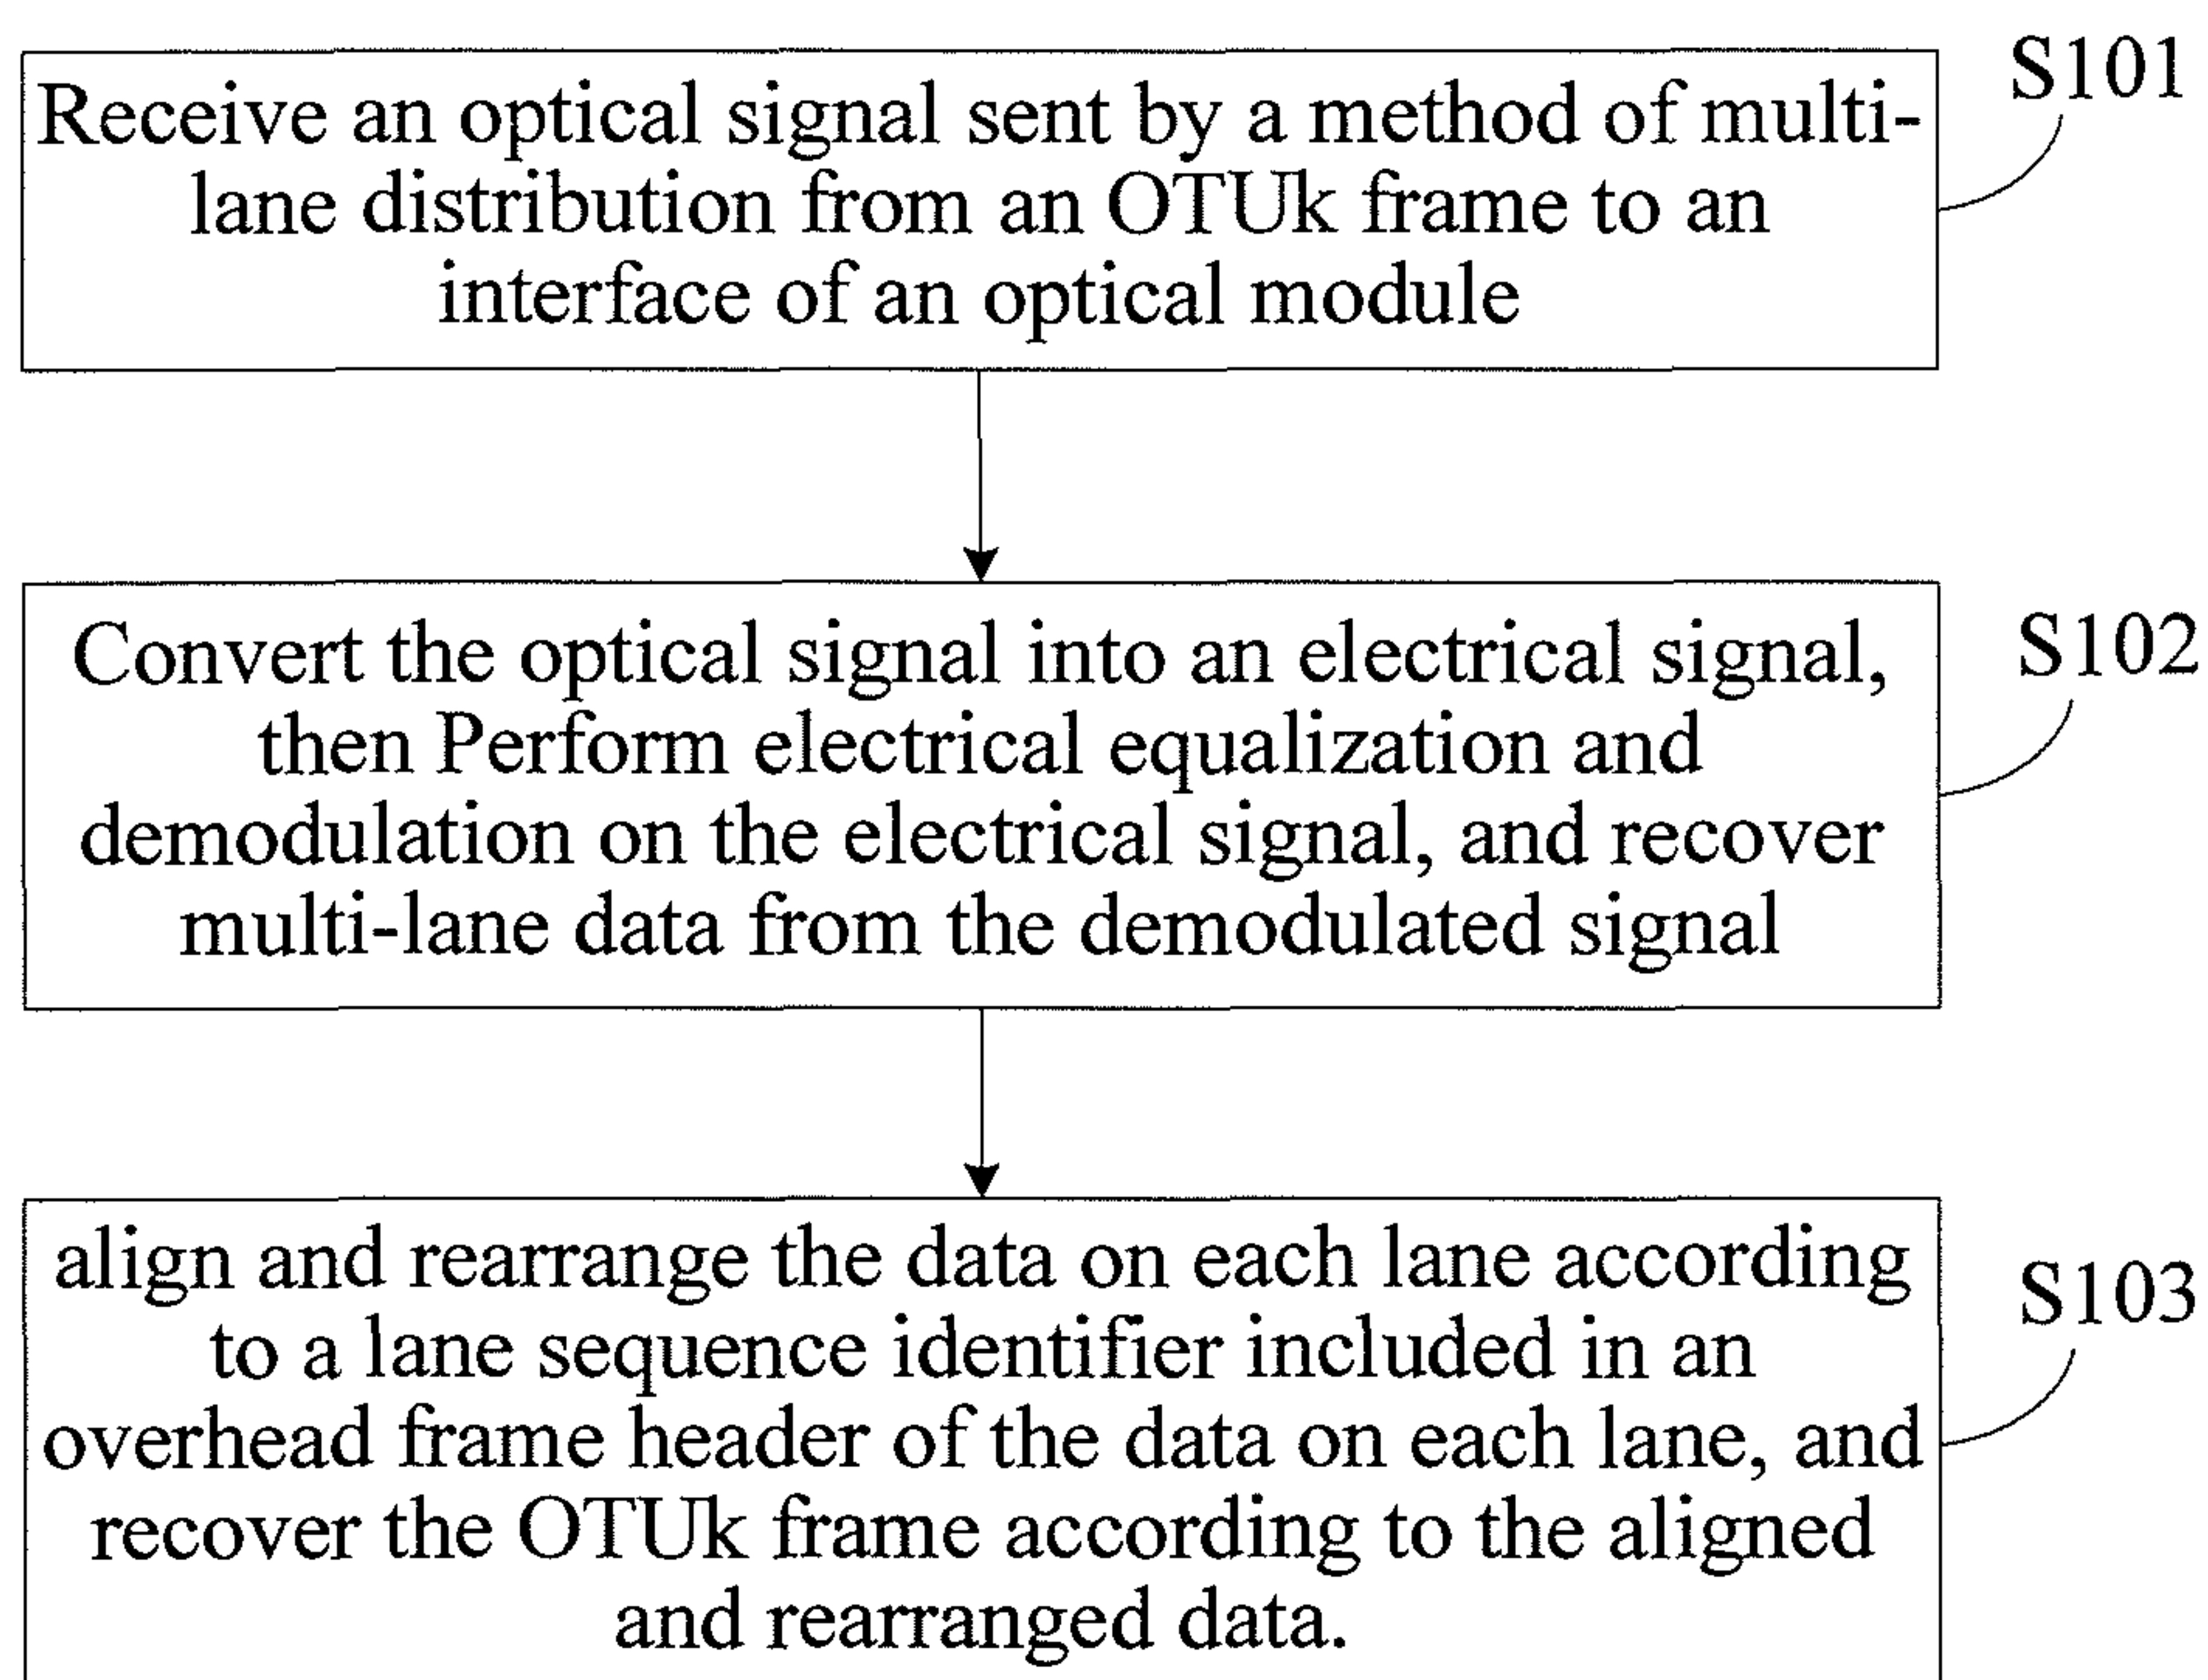 Receive an optical signal sent by a method of multi-
lane distribution from an OTUk frame to an
interface of an optical module
S101
Convert the optical signal into an electrical signal,
then Perform electrical equalization and
demodulation on the electrical signal, and recover
multi-lane data from the demodulated signal
S102
align and rearrange the data on each lane according
to a lane sequence identifier included in an
overhead frame header of the data on each lane, and
recover the OTUk frame according to the aligned
and rearranged data.
S103